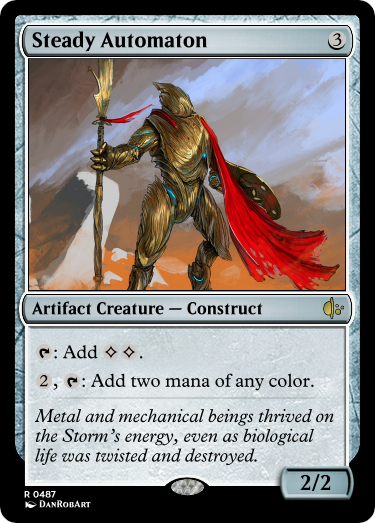 Steady Automaton 3
Artifact Creature — Construct
: Add ◇◇.
2, : Add two mana of any color.
Metal and mechanical beings thrived on
the Storm's energy, even as biological
life was twisted and destroyed.
2/2
R 0487
DanRobArt